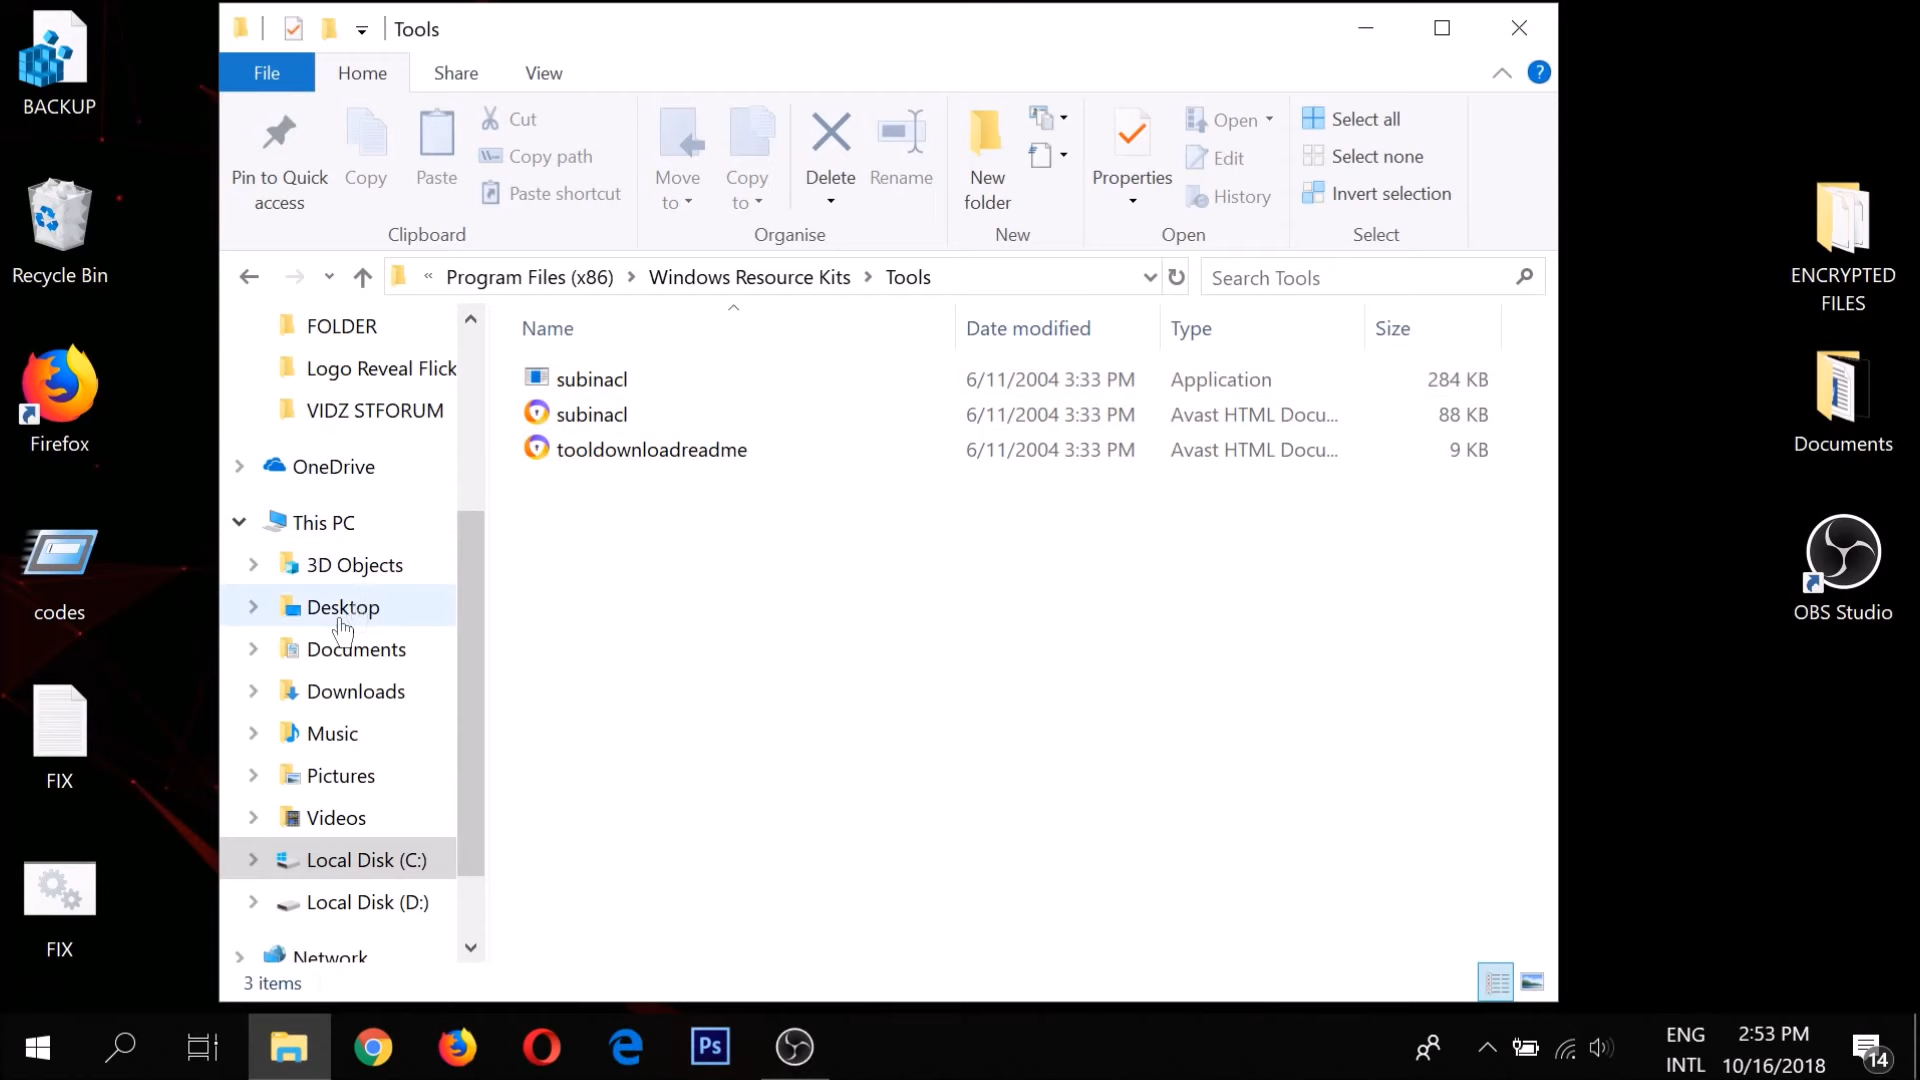 Tools
File Home Share View
Pin to Quick access
Copy
Paste
Cut
Copy path
Paste shortcut
Clipboard
Move to
Copy to
Delete
Rename
Organise
New folder
New
Properties
Open
Edit
History
Open
Select all
Select none
Invert selection
Select
« Program Files (x86) > Windows Resource Kits > Tools
Search Tools
FOLDER
Logo Reveal Flick
VIDZ STFORUM
OneDrive
This PC
3D Objects
Desktop
Documents
Downloads
Music
Pictures
Videos
Local Disk (C:)
Local Disk (D:)
Network
Name Date modified Type Size
subinacl 6/11/2004 3:33 PM Application 284 KB
subinacl 6/11/2004 3:33 PM Avast HTML Docu... 88 KB
tooldownloadreadme 6/11/2004 3:33 PM Avast HTML Docu... 9 KB
3 items
BACKUP
Recycle Bin
Firefox
codes
FIX
FIX
ENCRYPTED
FILES
Documents
OBS Studio
Ps
ENG
INTL
2:53 PM
10/16/2018
14